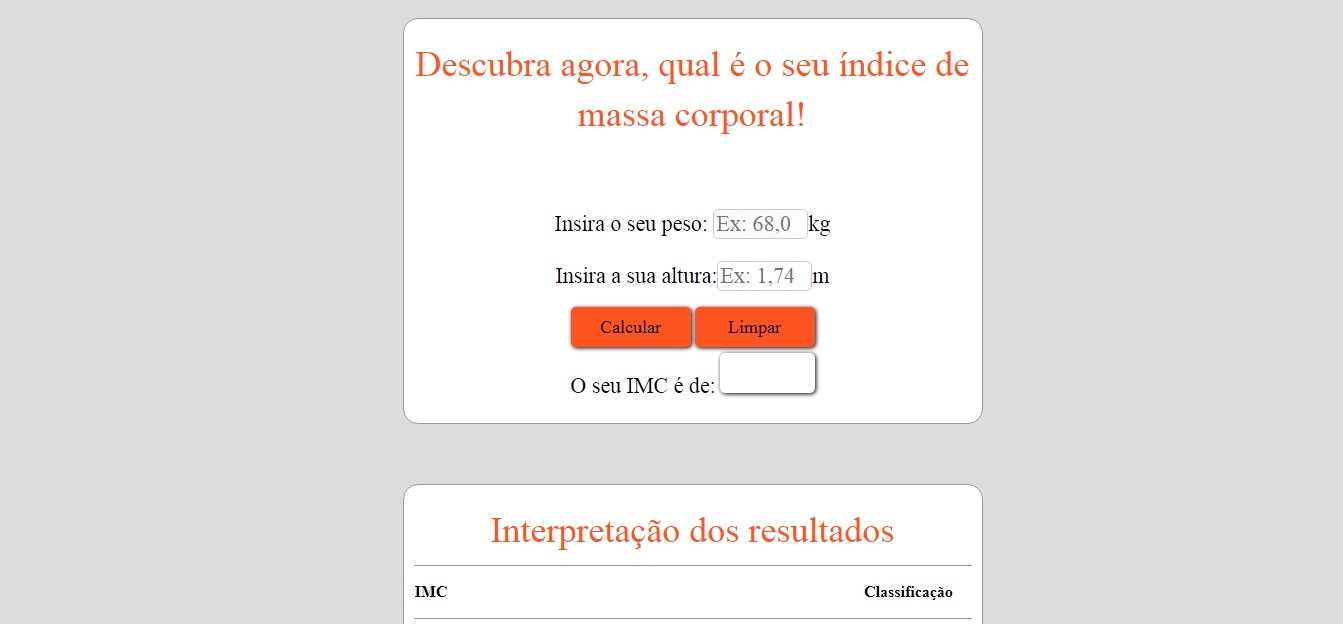 Descubra agora, qual é o seu índice de
massa corporal!
Insira o seu peso: Ex: 68,0 kg
Insira a sua altura: Ex: 1,74 m
Calcular Limpar
O seu IMC é de:
Interpretação dos resultados
IMC Classificação